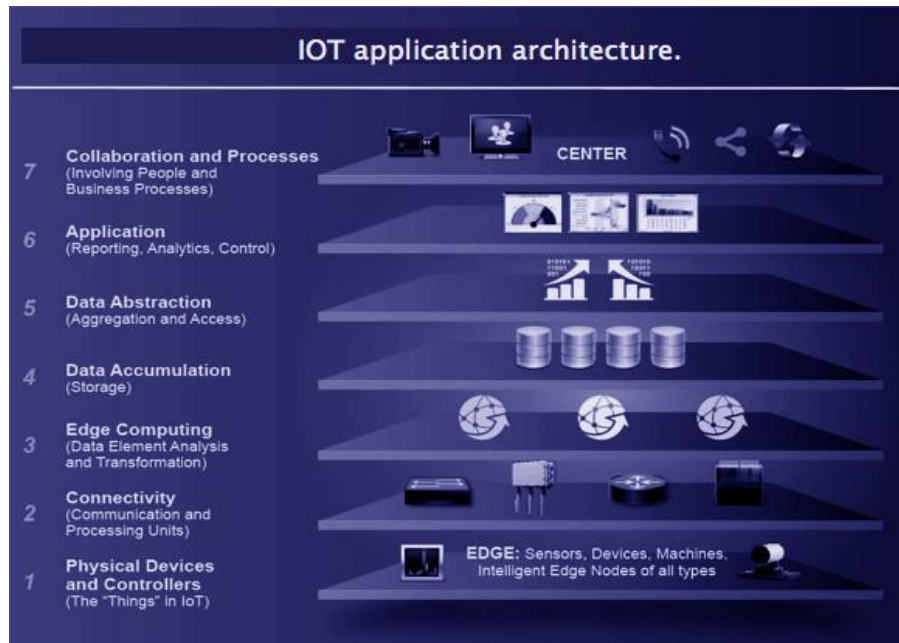 IOT application architecture.
7
Collaboration and Processes
(Involving People and
Business Processes)
CENTER
6
Application
(Reporting, Analytics, Control)
5
Data Abstraction
(Aggregation and Access)
4
Data Accumulation
(Storage)
3
Edge Computing
(Data Element Analysis
and Transformation)
2
Connectivity
(Communication and
Processing Units)
1
Physical Devices
and Controllers
(The "Things" in IoT)
EDGE: Sensors, Devices, Machines,
Intelligent Edge Nodes of all types